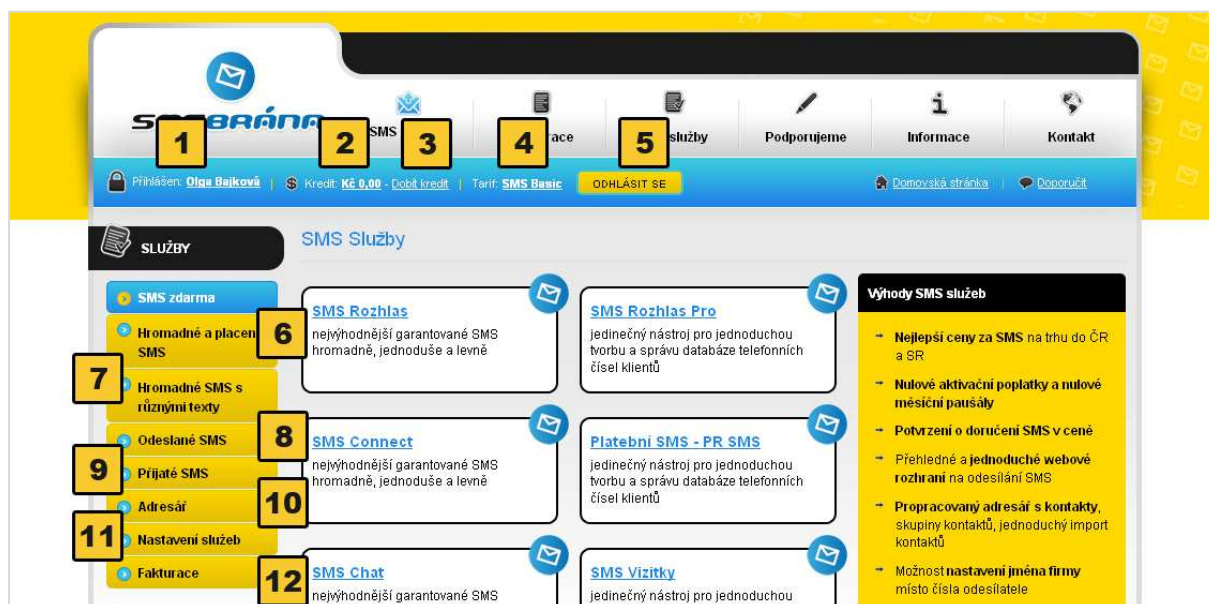 SMSBRÁNA
SMS
Podporujeme
Informace
Kontakt
1
2
3
4
5
služby
Přihlášen: Olga Bajková | Kredit: Kč 0,00 - Dobít kredit | Tarif: SMS Basic
ODHLÁSIT SE
Domovská stránka | Doporučit
SLUŽBY
SMS Služby
SMS zdarma
Hromadné a placen
SMS
6
7
Hromadné SMS s
různými texty
Odeslané SMS
8
9
Přijaté SMS
Adresář
10
11
Nastavení služeb
Fakturace
12
SMS Rozhlas
nejvýhodnější garantované SMS
hromadně, jednoduše a levně
SMS Rozhlas Pro
jedinečný nástroj pro jednoduchou
tvorbu a správu databáze telefonních
čísel klientů
SMS Connect
nejvýhodnější garantované SMS
hromadně, jednoduše a levně
Platební SMS - PR SMS
jedinečný nástroj pro jednoduchou
tvorbu a správu databáze telefonních
čísel klientů
SMS Chat
nejvýhodnější garantované SMS
SMS Vizitky
jedinečný nástroj pro jednoduchou
Výhody SMS služeb
Nejlepší ceny za SMS na trhu do ČR
a SR
Nulové aktivační poplatky a nulové
měsíční paušály
Potvrzení o doručení SMS v ceně
Přehledné a jednoduché webové
rozhraní na odesílání SMS
Propracovaný adresář s kontakty,
skupiny kontaktů, jednoduchý import
kontaktů
Možnost nastavení jména firmy
místo čísla odesílatele